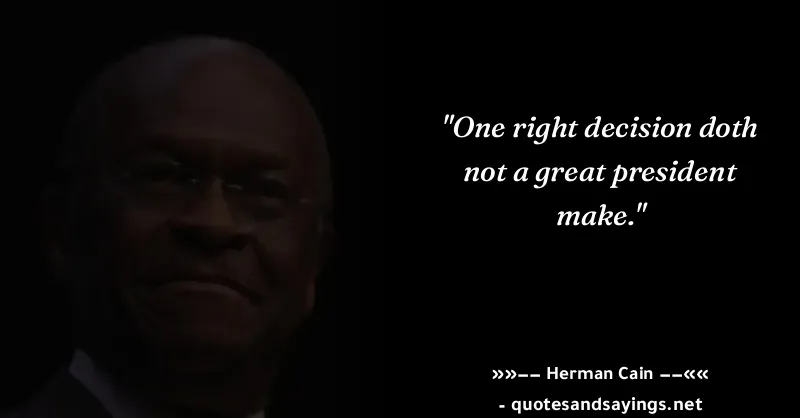 "One right decision doth
not a great president
make."
»»—— Herman Cain ——««
- quotesandsayings.net